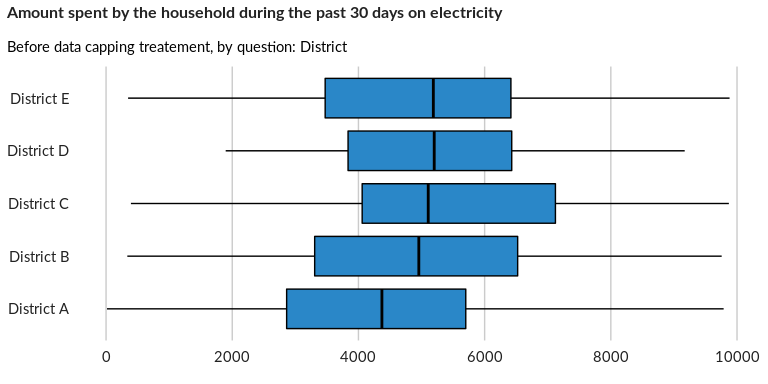 Amount spent by the household during the past 30 days on electricity
Before data capping treatement, by question: District
District E
District D
District C
District B
District A
0 2000 4000 6000 8000 10000